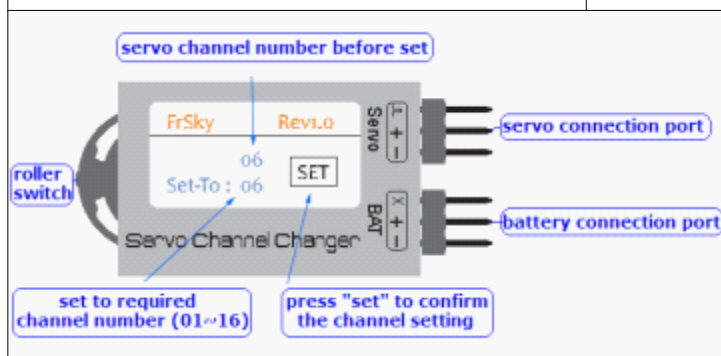 servo channel number before set
FrSky Rev1.0
06
SET
Set-To : 06
Servo Channel Changer
Servo
+
-
BAT
X
+
-
roller
switch
servo connection port
battery connection port
set to required
channel number (01~16)
press "set" to confirm
the channel setting